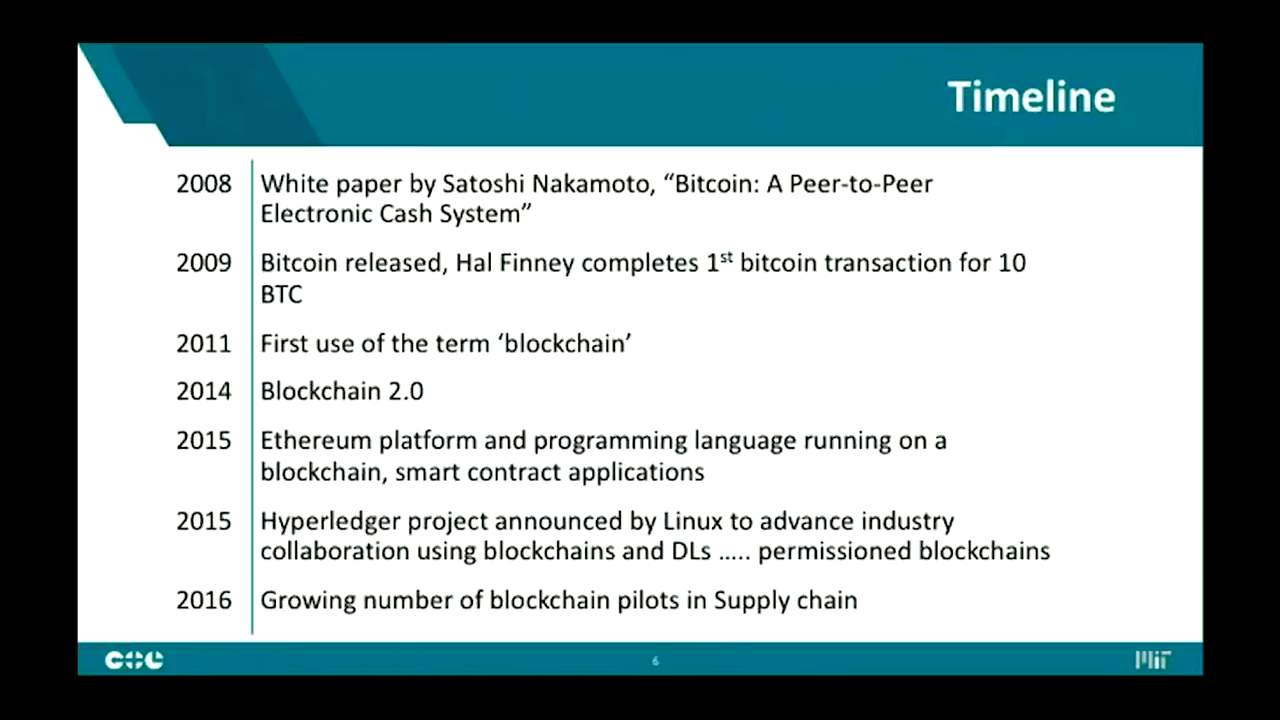 Timeline
2008 White paper by Satoshi Nakamoto, “Bitcoin: A Peer-to-Peer
Electronic Cash System”
2009 Bitcoin released, Hal Finney completes 1st bitcoin transaction for 10
BTC
2011 First use of the term ‘blockchain’
2014 Blockchain 2.0
2015 Ethereum platform and programming language running on a
blockchain, smart contract applications
2015 Hyperledger project announced by Linux to advance industry
collaboration using blockchains and DLs ..... permissioned blockchains
2016 Growing number of blockchain pilots in Supply chain
6
MIT